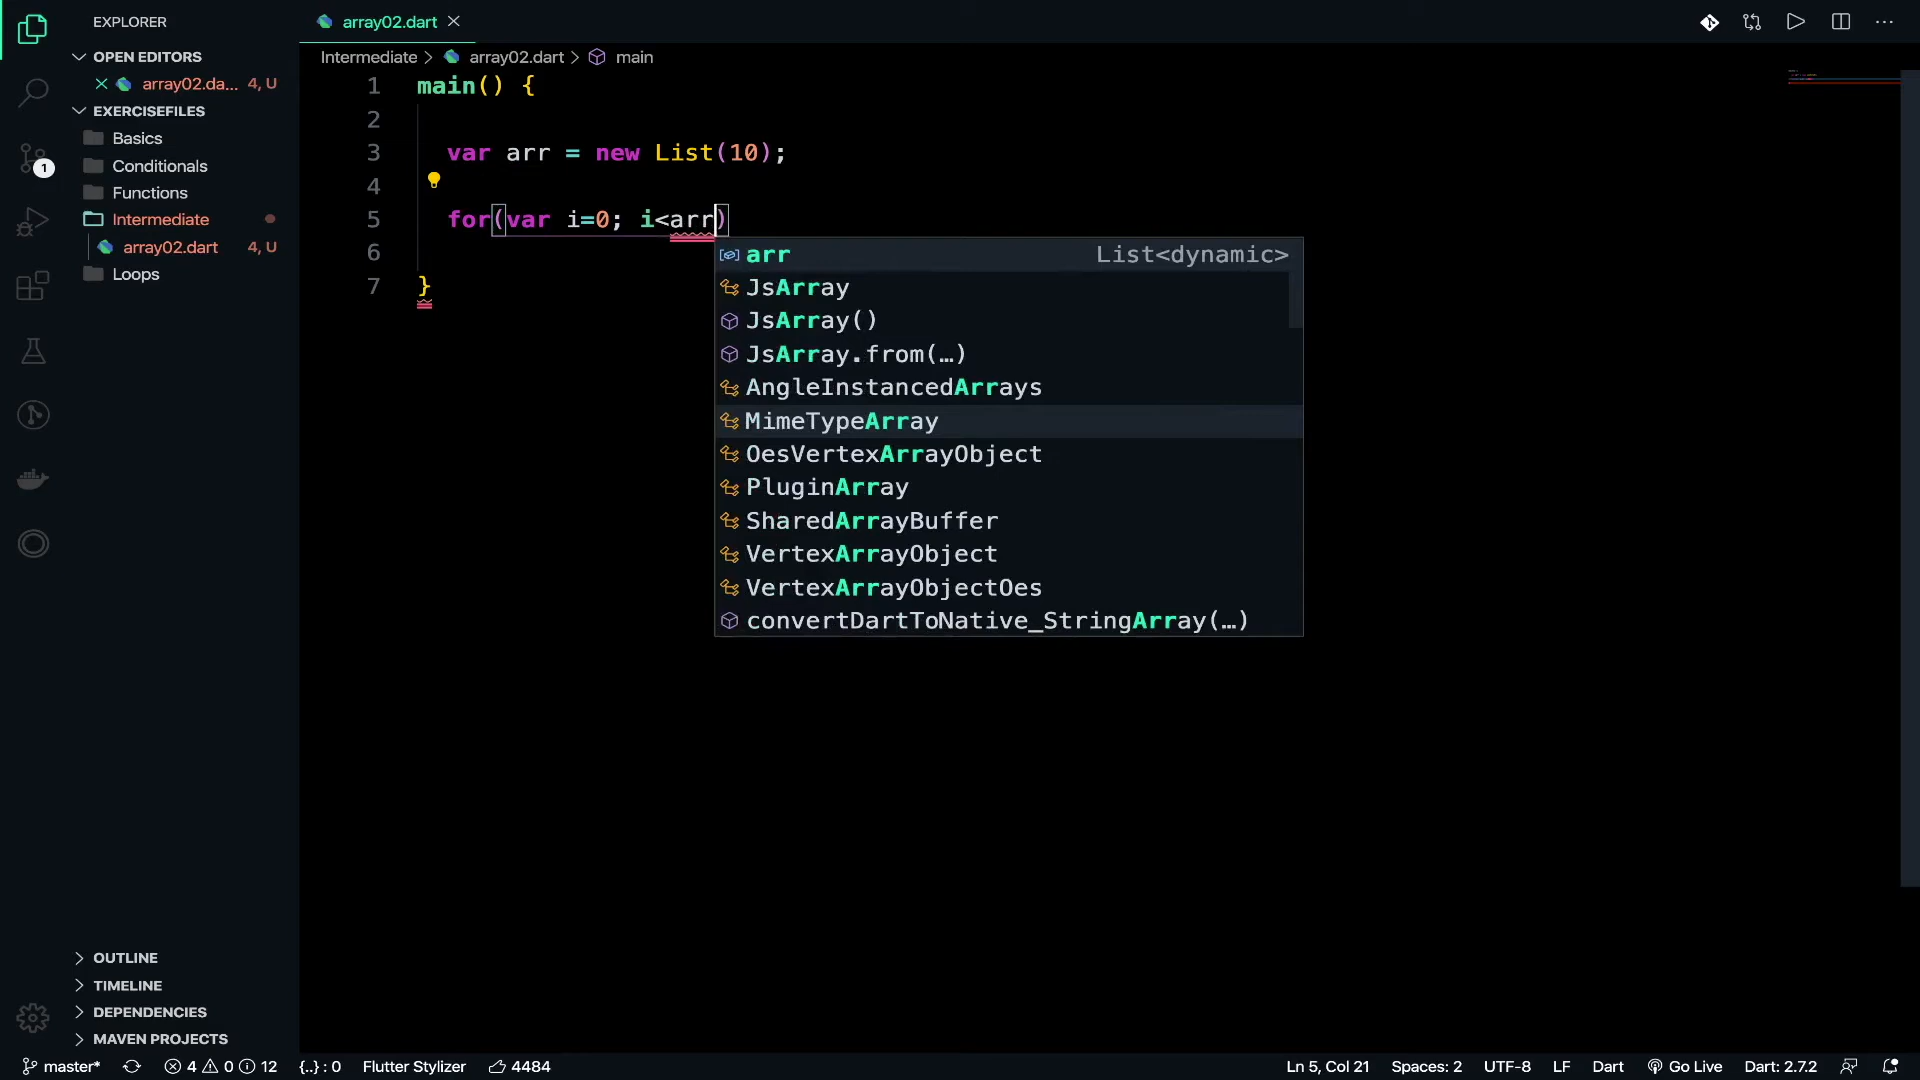 EXPLORER
OPEN EDITORS
array02.da... 4, U
EXERCISEFILES
Basics
Conditionals
Functions
Intermediate
array02.dart 4, U
Loops
1
OUTLINE
TIMELINE
DEPENDENCIES
MAVEN PROJECTS
array02.dart
Intermediate > array02.dart > main
1 main() {
2
3 var arr = new List(10);
4
5 for(var i=0; i<arr)
6
7 }
arr List<dynamic>
JsArray
JsArray()
JsArray.from(…)
AngleInstancedArrays
MimeTypeArray
OesVertexArrayObject
PluginArray
SharedArrayBuffer
VertexArrayObject
VertexArrayObjectOes
convertDartToNative_StringArray(…)
master* 4 0 12 {..} : 0 Flutter Stylizer 4484 Ln 5, Col 21 Spaces: 2 UTF-8 LF Dart Go Live Dart: 2.7.2